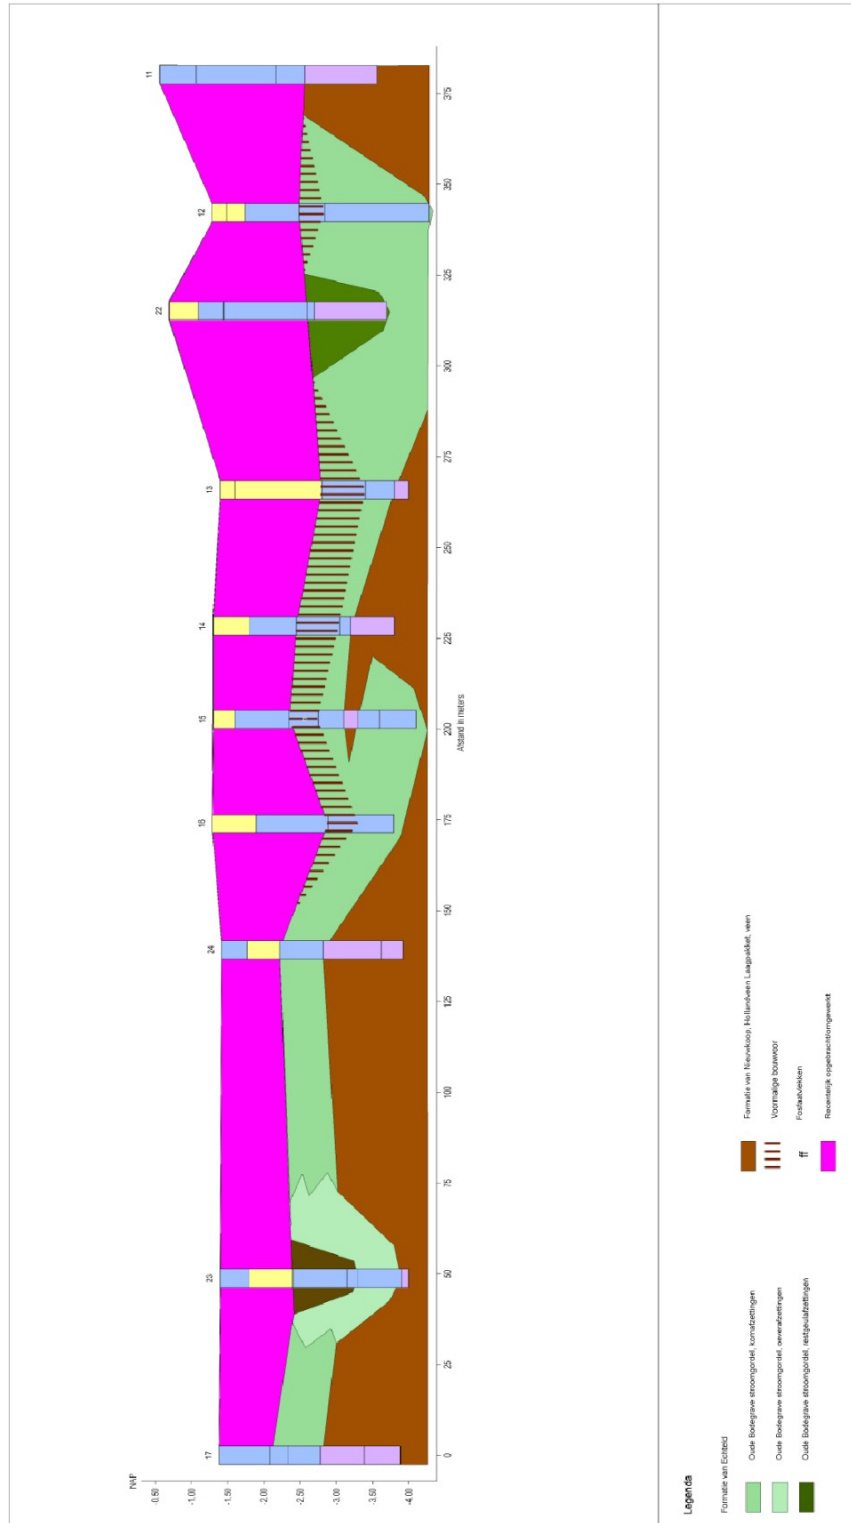 NAP
17 23 24 14 13 22 12 11
-0.50
-1.00
-1.50
-2.00
-2.50
-3.00
-3.50
-4.00
0 25 50 75 100 125 150 175 200 225 250 275 300 325 350 375
Afstand in meters
Legenda
Formatie van Echteld
Oude Bodegrave stroomgordel, komafzettingen
Oude Bodegrave stroomgordel, oeverafzettingen
Oude Bodegrave stroomgordel, restgeulafzettingen
Formatie van Nieuwkoop, Hollandveen Laagpakket, veen
Voormalige bouwvoor
ff Fosfaatvlekken
Recentelijk opgebracht/omgewerkt